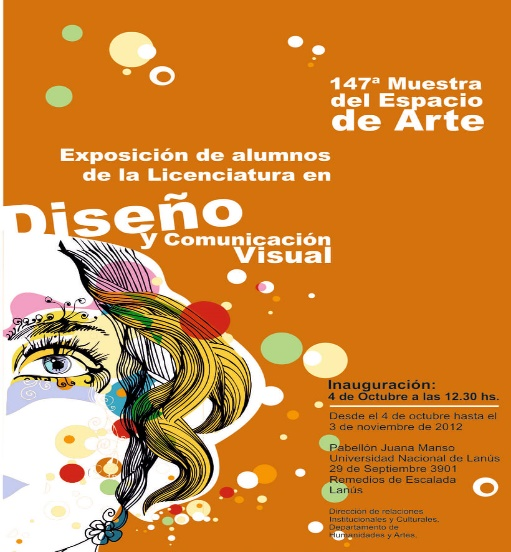 147ª Muestra
del Espacio
de Arte
Exposición de alumnos
de la Licenciatura en
Diseño
y Comunicación
Visual
Inauguración:
4 de Octubre a las 12.30 hs.
Desde el 4 de octubre hasta el
3 de noviembre de 2012
Pabellón Juana Manso
Universidad Nacional de Lanús
29 de Septiembre 3901
Remedios de Escalada
Lanús
Dirección de relaciones
Institucionales y Culturales.
Departamento de
Humanidades y Artes.